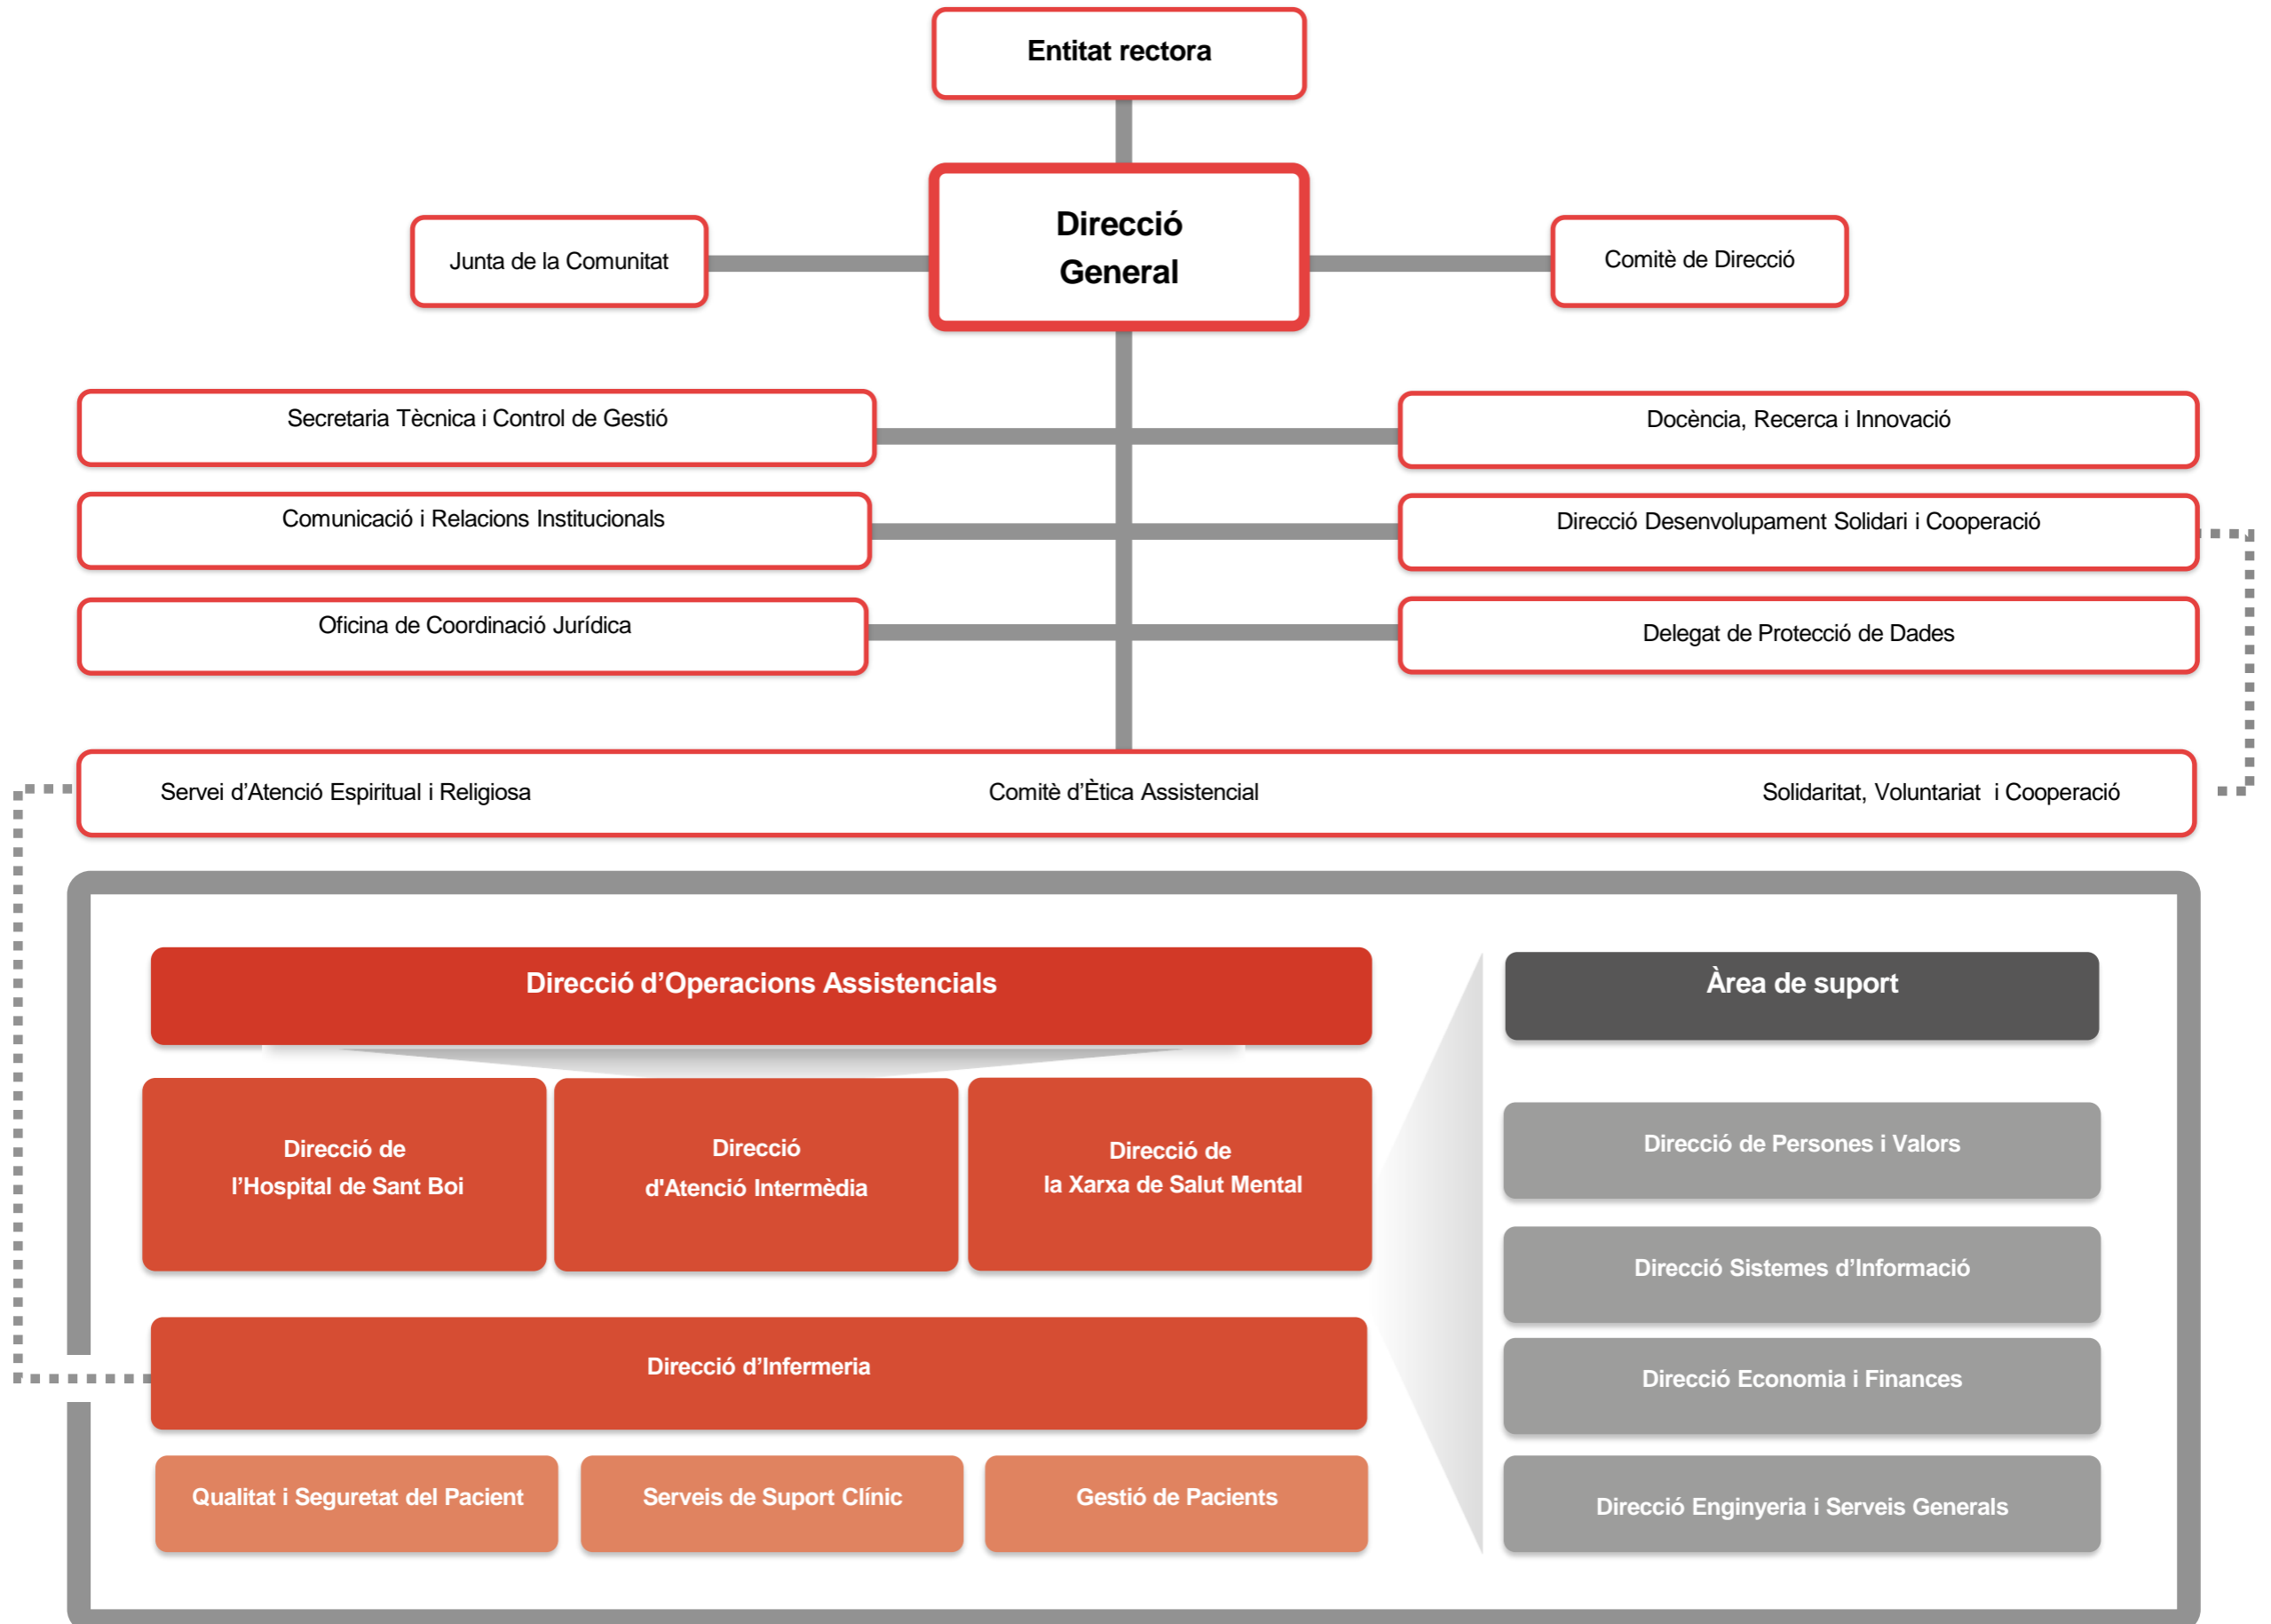 Entitat rectora
Direcció
General
Junta de la Comunitat
Comitè de Direcció
Secretaria Tècnica i Control de Gestió
Docència, Recerca i Innovació
Comunicació i Relacions Institucionals
Direcció Desenvolupament Solidari i Cooperació
Oficina de Coordinació Jurídica
Delegat de Protecció de Dades
Servei d’Atenció Espiritual i Religiosa
Comitè d’Ètica Assistencial
Solidaritat, Voluntariat i Cooperació
Direcció d’Operacions Assistencials
Direcció de
l’Hospital de Sant Boi
Direcció
d'Atenció Intermèdia
Direcció de
la Xarxa de Salut Mental
Direcció d’Infermeria
Qualitat i Seguretat del Pacient
Serveis de Suport Clínic
Gestió de Pacients
Àrea de suport
Direcció de Persones i Valors
Direcció Sistemes d’Informació
Direcció Economia i Finances
Direcció Enginyeria i Serveis Generals